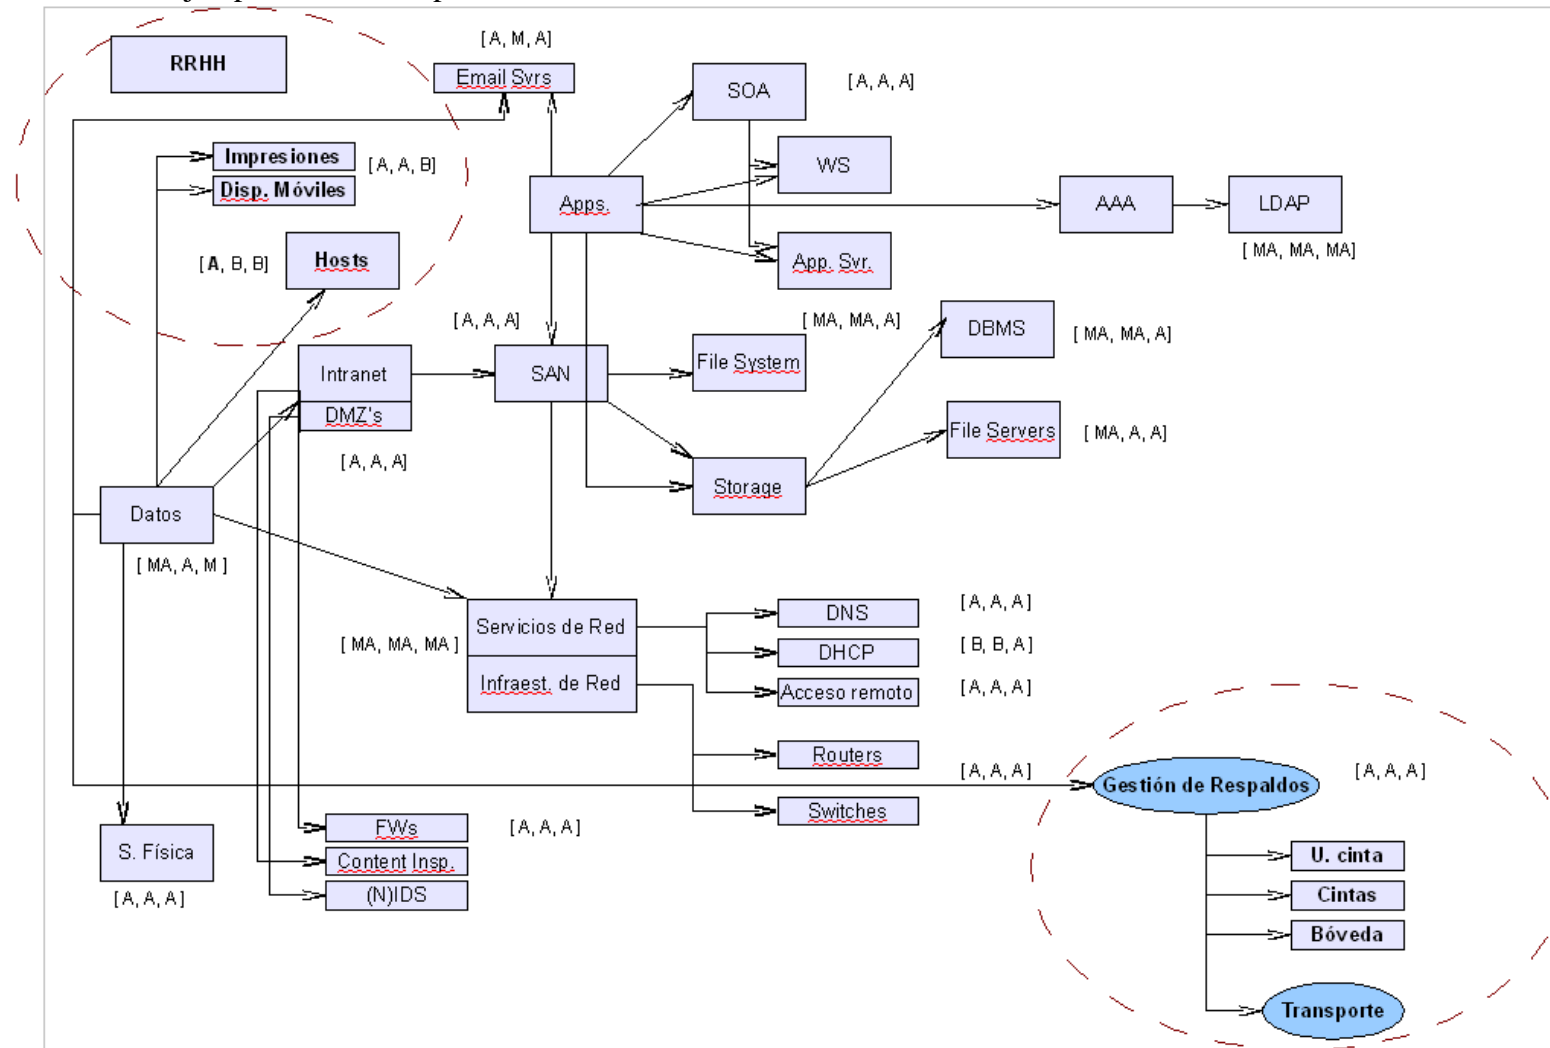 [ A, M, A]
RRHH
Email Svrs
SOA
[ A, A, A]
Impresiones
[ A, A, B]
Disp. Móviles
WS
Apps.
AAA
LDAP
[ MA, MA, MA]
[ A, B, B]
Hosts
App. Svr.
[ A, A, A]
[ MA, MA, A]
DBMS
[ MA, MA, A]
Intranet
SAN
File System
DMZ's
File Servers
[ MA, A, A]
[ A, A, A]
Storage
Datos
[ MA, A, M ]
[ MA, MA, MA ]
Servicios de Red
DNS
[ A, A, A]
DHCP
[ B, B, A]
Infraest. de Red
Acceso remoto
[ A, A, A]
Routers
[ A, A, A]
Gestión de Respaldos
[ A, A, A]
Switches
FWs
[ A, A, A]
S. Física
Content Insp.
U. cinta
[ A, A, A]
(N)IDS
Cintas
Bóveda
Transporte